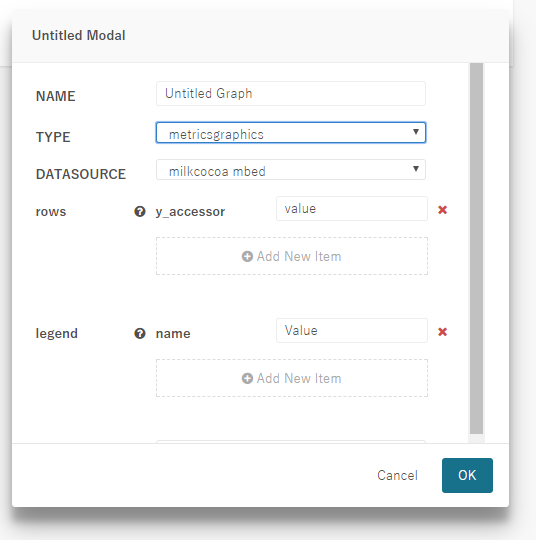 Untitled Modal
NAME Untitled Graph
TYPE metricsgraphics
DATASOURCE milkcocoa mbed
rows y_accessor value
Add New Item
legend name Value
Add New Item
Cancel OK